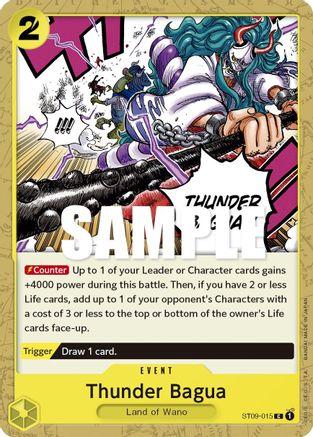 2
!!!
THUNDER
BAGUA
SAMPLE
Counter Up to 1 of your Leader or Character cards gains
+4000 power during this battle. Then, if you have 2 or less
Life cards, add up to 1 of your opponent's Characters with
a cost of 3 or less to the top or bottom of the owner's Life
cards face-up.
Trigger Draw 1 card.
EVENT
Thunder Bagua
Land of Wano
ST09-015 C 1